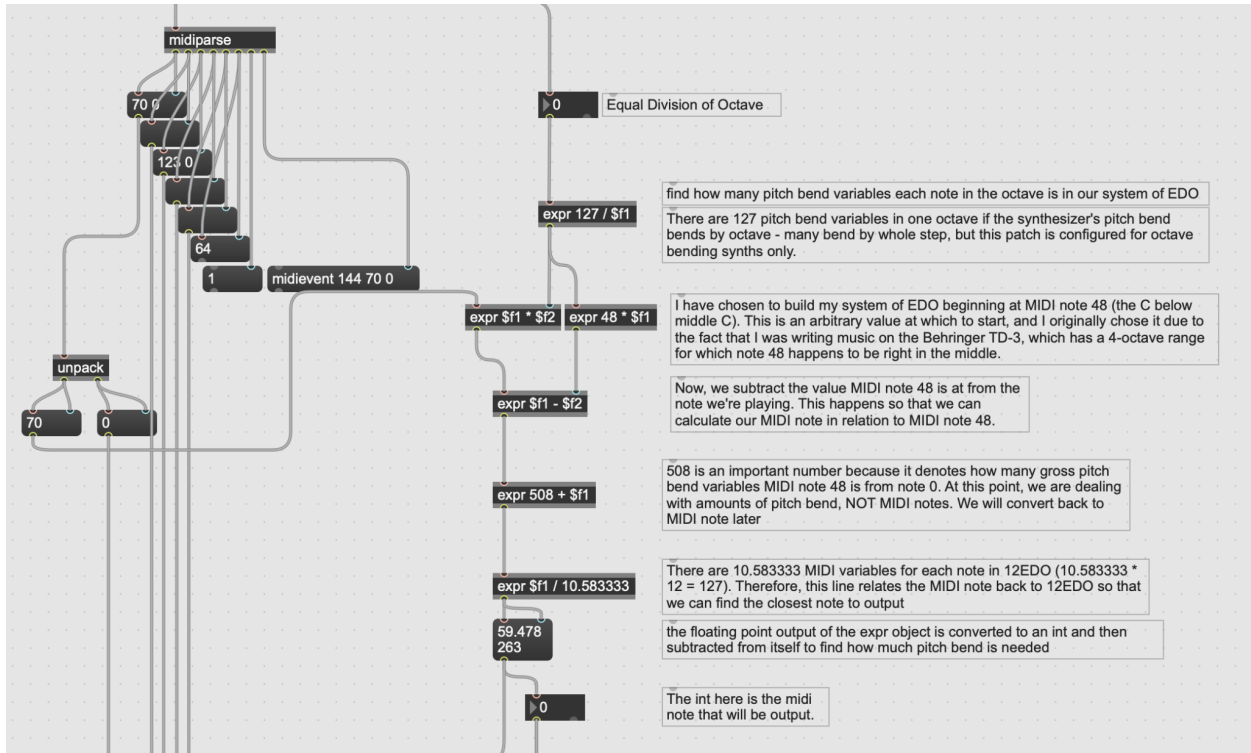 midiparse
70 0
123 0
64
1
midievent 144 70 0
unpack
70
0
0
Equal Division of Octave
expr 127 / $f1
find how many pitch bend variables each note in the octave is in our system of EDO
There are 127 pitch bend variables in one octave if the synthesizer's pitch bend
bends by octave - many bend by whole step, but this patch is configured for octave
bending synths only.
expr $f1 * $f2
expr 48 * $f1
I have chosen to build my system of EDO beginning at MIDI note 48 (the C below
middle C). This is an arbitrary value at which to start, and I originally chose it due to
the fact that I was writing music on the Behringer TD-3, which has a 4-octave range
for which note 48 happens to be right in the middle.
expr $f1 - $f2
Now, we subtract the value MIDI note 48 is at from the
note we're playing. This happens so that we can
calculate our MIDI note in relation to MIDI note 48.
expr 508 + $f1
508 is an important number because it denotes how many gross pitch
bend variables MIDI note 48 is from note 0. At this point, we are dealing
with amounts of pitch bend, NOT MIDI notes. We will convert back to
MIDI note later
expr $f1 / 10.583333
There are 10.583333 MIDI variables for each note in 12EDO (10.583333 *
12 = 127). Therefore, this line relates the MIDI note back to 12EDO so that
we can find the closest note to output
59.478
263
the floating point output of the expr object is converted to an int and then
subtracted from itself to find how much pitch bend is needed
0
The int here is the midi
note that will be output.